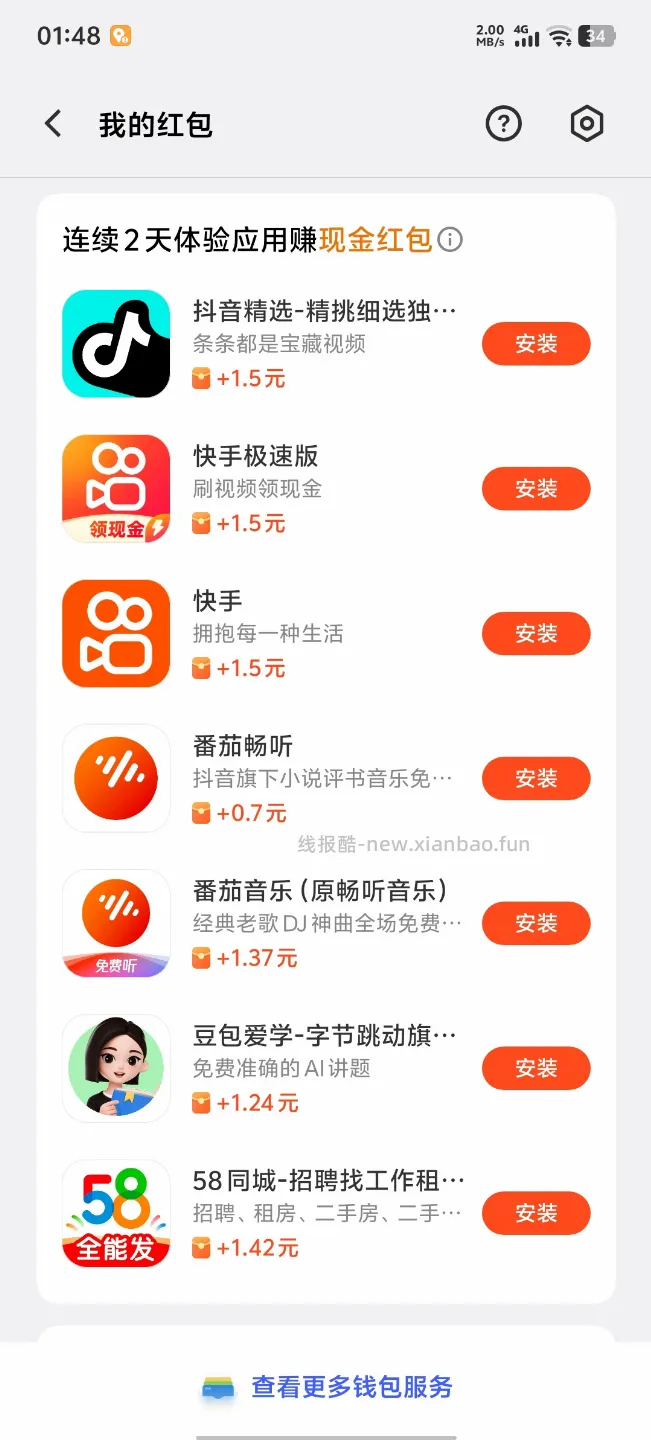 01:48
2.00 MB/s 4G 34
我的红包
连续2天体验应用赚现金红包
抖音精选-精挑细选独…
条条都是宝藏视频
+1.5元
安装
快手极速版
刷视频领现金
+1.5元
安装
领现金
快手
拥抱每一种生活
+1.5元
安装
番茄畅听
抖音旗下小说评书音乐免…
+0.7元
安装
线报酷-new.xianbao.fun
番茄音乐(原畅听音乐)
经典老歌DJ神曲全场免费…
+1.37元
安装
免费听
豆包爱学-字节跳动旗…
免费准确的AI讲题
+1.24元
安装
58同城-招聘找工作租…
招聘、租房、二手房、二手…
+1.42元
安装
58
全能发
查看更多钱包服务